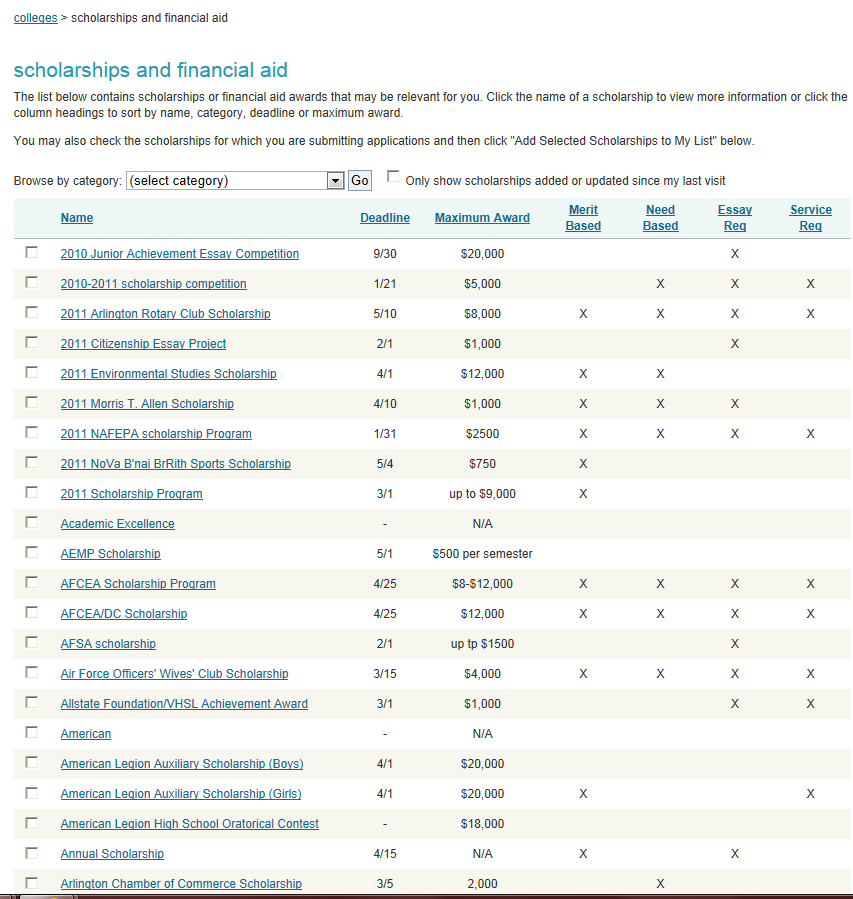 colleges > scholarships and financial aid
scholarships and financial aid
The list below contains scholarships or financial aid awards that may be relevant for you. Click the name of a scholarship to view more information or click the
column headings to sort by name, category, deadline or maximum award.
You may also check the scholarships for which you are submitting applications and then click "Add Selected Scholarships to My List" below.
Browse by category: (select category) Go Only show scholarships added or updated since my last visit
Name Deadline Maximum Award Merit Based Need Based Essay Req Service Req
2010 Junior Achievement Essay Competition 9/30 $20,000 X
2010-2011 scholarship competition 1/21 $5,000 X X X
2011 Arlington Rotary Club Scholarship 5/10 $8,000 X X X X
2011 Citizenship Essay Project 2/1 $1,000 X
2011 Environmental Studies Scholarship 4/1 $12,000 X X
2011 Morris T. Allen Scholarship 4/10 $1,000 X X X
2011 NAFEPA scholarship Program 1/31 $2500 X X X X
2011 NoVa B'nai BrRith Sports Scholarship 5/4 $750 X
2011 Scholarship Program 3/1 up to $9,000 X
Academic Excellence - N/A
AEMP Scholarship 5/1 $500 per semester
AFCEA Scholarship Program 4/25 $8-$12,000 X X X X
AFCEA/DC Scholarship 4/25 $12,000 X X X X
AFSA scholarship 2/1 up tp $1500 X
Air Force Officers' Wives' Club Scholarship 3/15 $4,000 X X X X
Allstate Foundation/VHSL Achievement Award 3/1 $1,000 X X
American - N/A
American Legion Auxiliary Scholarship (Boys) 4/1 $20,000
American Legion Auxiliary Scholarship (Girls) 4/1 $20,000 X X
American Legion High School Oratorical Contest - $18,000
Annual Scholarship 4/15 N/A X X
Arlington Chamber of Commerce Scholarship 3/5 2,000 X